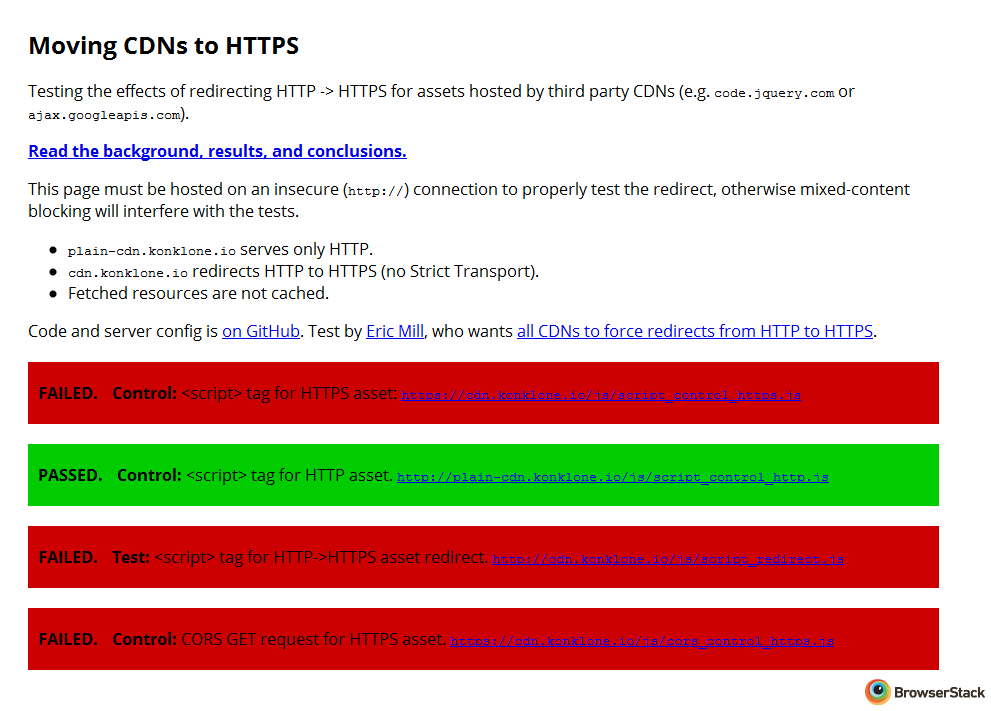 Moving CDNs to HTTPS
Testing the effects of redirecting HTTP -> HTTPS for assets hosted by third party CDNs (e.g. code.jquery.com or
ajax.googleapis.com).
Read the background, results, and conclusions.
This page must be hosted on an insecure (http://) connection to properly test the redirect, otherwise mixed-content
blocking will interfere with the tests.
• plain-cdn.konklone.io serves only HTTP.
• cdn.konklone.io redirects HTTP to HTTPS (no Strict Transport).
• Fetched resources are not cached.
Code and server config is on GitHub. Test by Eric Mill, who wants all CDNs to force redirects from HTTP to HTTPS.
FAILED. Control: <script> tag for HTTPS asset: https://cdn.konklone.io/js/script_control_https.js
PASSED. Control: <script> tag for HTTP asset. http://plain-cdn.konklone.io/js/script_control_http.js
FAILED. Test: <script> tag for HTTP->HTTPS asset redirect. http://cdn.konklone.io/js/script_redirect.js
FAILED. Control: CORS GET request for HTTPS asset. https://cdn.konklone.io/js/cors_control_https.js
BrowserStack